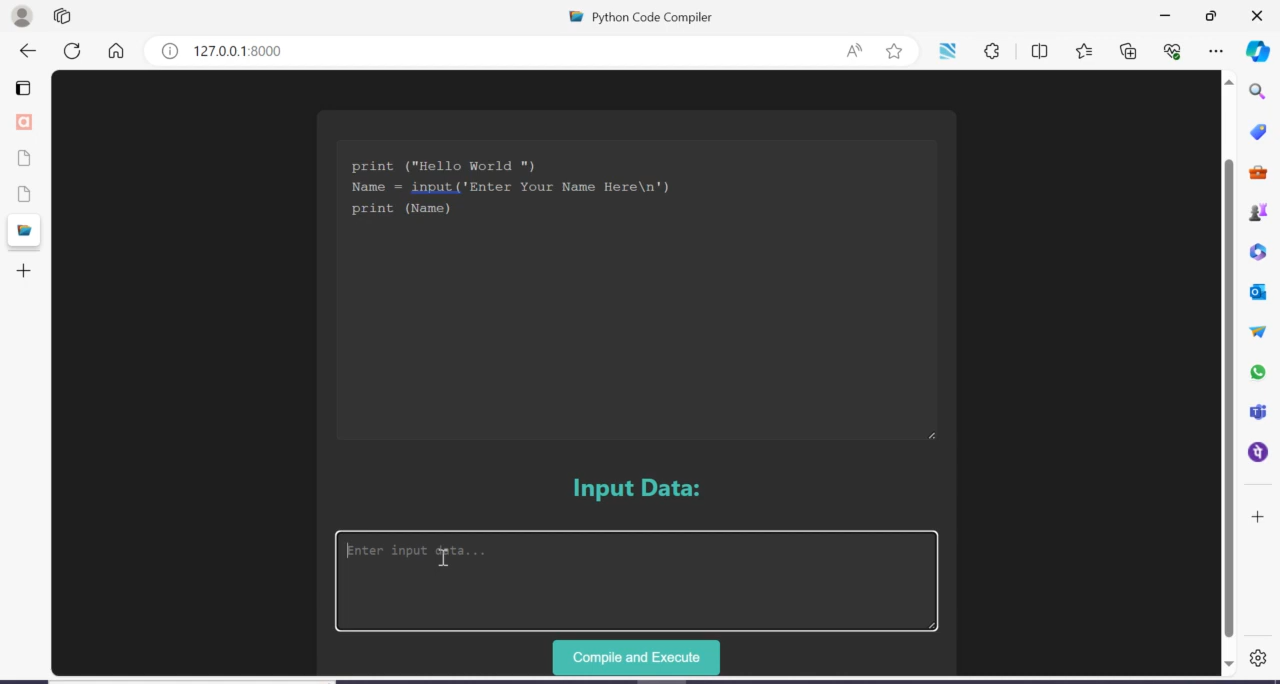 Python Code Compiler
127.0.0.1:8000
print ("Hello World ")
Name = input('Enter Your Name Here\n')
print (Name)
Input Data:
Enter input data...
Compile and Execute